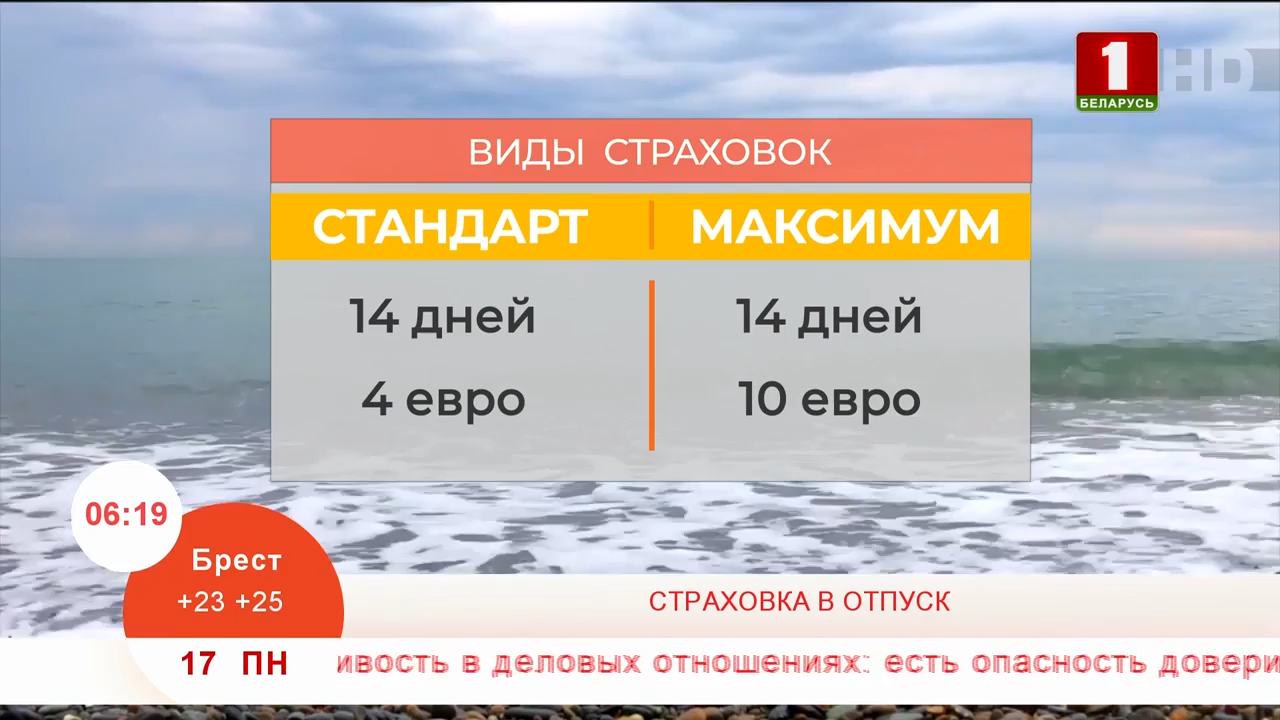 1
БЕЛАРУСЬ
HD
ВИДЫ СТРАХОВОК
СТАНДАРТ
МАКСИМУМ
14 дней
14 дней
4 евро
10 евро
06:19
Брест
+23 +25
СТРАХОВКА В ОТПУСК
17 ПН
ивость в деловых отношениях: есть опасность довери